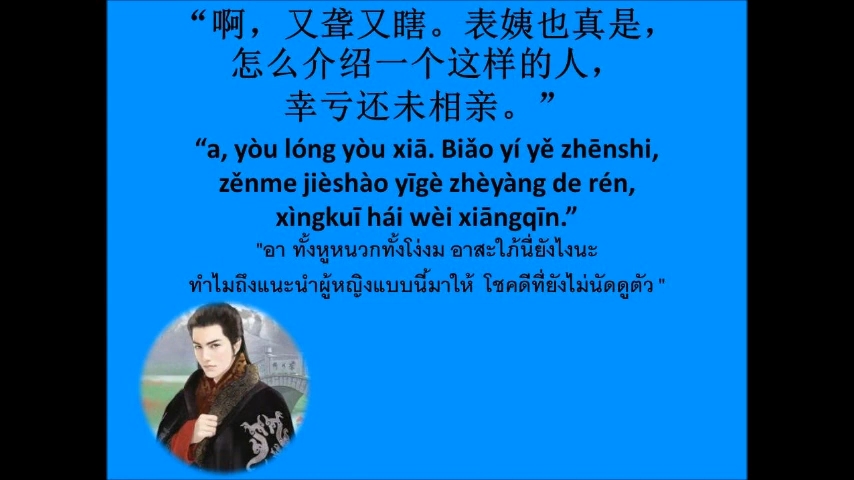 “啊，又聋又瞎。表姨也真是，
怎么介绍一个这样的人，
幸亏还未相亲。”
“a, yòu lóng yòu xiā. Biǎo yí yě zhēnshi,
zěnme jièshào yīgè zhèyàng de rén,
xìngkuī hái wèi xiāngqīn.”
"อา ทั้งหูหนวกทั้งโง่งม อาสะใภ้นี่ยังไงนะ
ทำไมถึงแนะนำผู้หญิงแบบนี้มาให้ โชคดีที่ยังไม่นัดดูตัว "